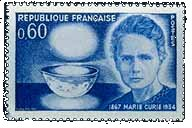 REPUBLIQUE FRANÇAISE
0,60
1867 MARIE CURIE 1934